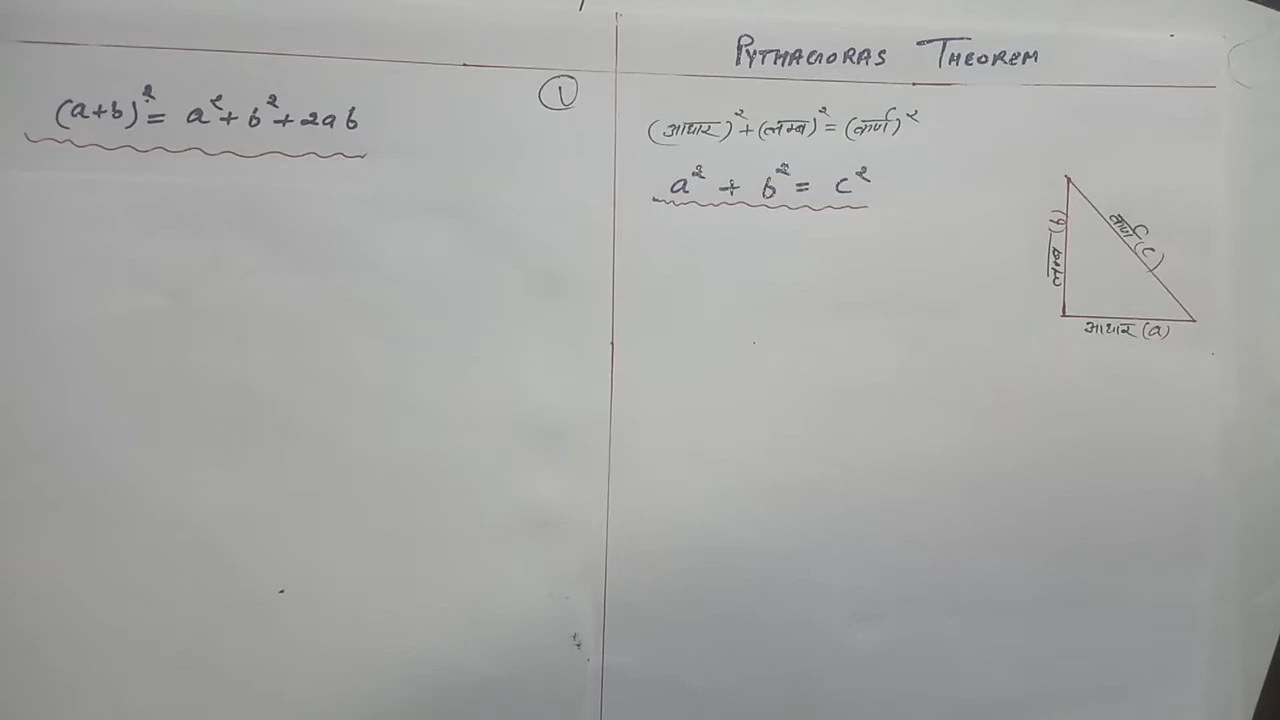 (a+b)² = a² + b² + 2ab
①
PYTHAGORAS THEOREM
(आधार)² + (लम्ब)² = (कर्ण)²
a² + b² = c²
लम्ब (b)
कर्ण (c)
आधार (a)